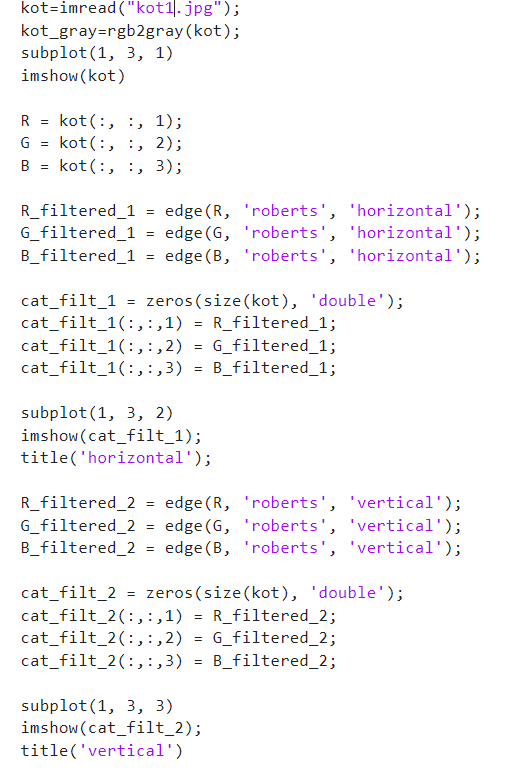 kot=imread("kot1.jpg");
kot_gray=rgb2gray(kot);
subplot(1, 3, 1)
imshow(kot)
R = kot(:, :, 1);
G = kot(:, :, 2);
B = kot(:, :, 3);
R_filtered_1 = edge(R, 'roberts', 'horizontal');
G_filtered_1 = edge(G, 'roberts', 'horizontal');
B_filtered_1 = edge(B, 'roberts', 'horizontal');
cat_filt_1 = zeros(size(kot), 'double');
cat_filt_1(:,:,1) = R_filtered_1;
cat_filt_1(:,:,2) = G_filtered_1;
cat_filt_1(:,:,3) = B_filtered_1;
subplot(1, 3, 2)
imshow(cat_filt_1);
title('horizontal');
R_filtered_2 = edge(R, 'roberts', 'vertical');
G_filtered_2 = edge(G, 'roberts', 'vertical');
B_filtered_2 = edge(B, 'roberts', 'vertical');
cat_filt_2 = zeros(size(kot), 'double');
cat_filt_2(:,:,1) = R_filtered_2;
cat_filt_2(:,:,2) = G_filtered_2;
cat_filt_2(:,:,3) = B_filtered_2;
subplot(1, 3, 3)
imshow(cat_filt_2);
title('vertical')